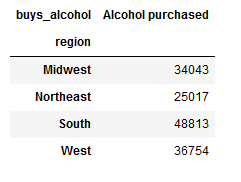 buys_alcohol Alcohol purchased
region
Midwest 34043
Northeast 25017
South 48813
West 36754